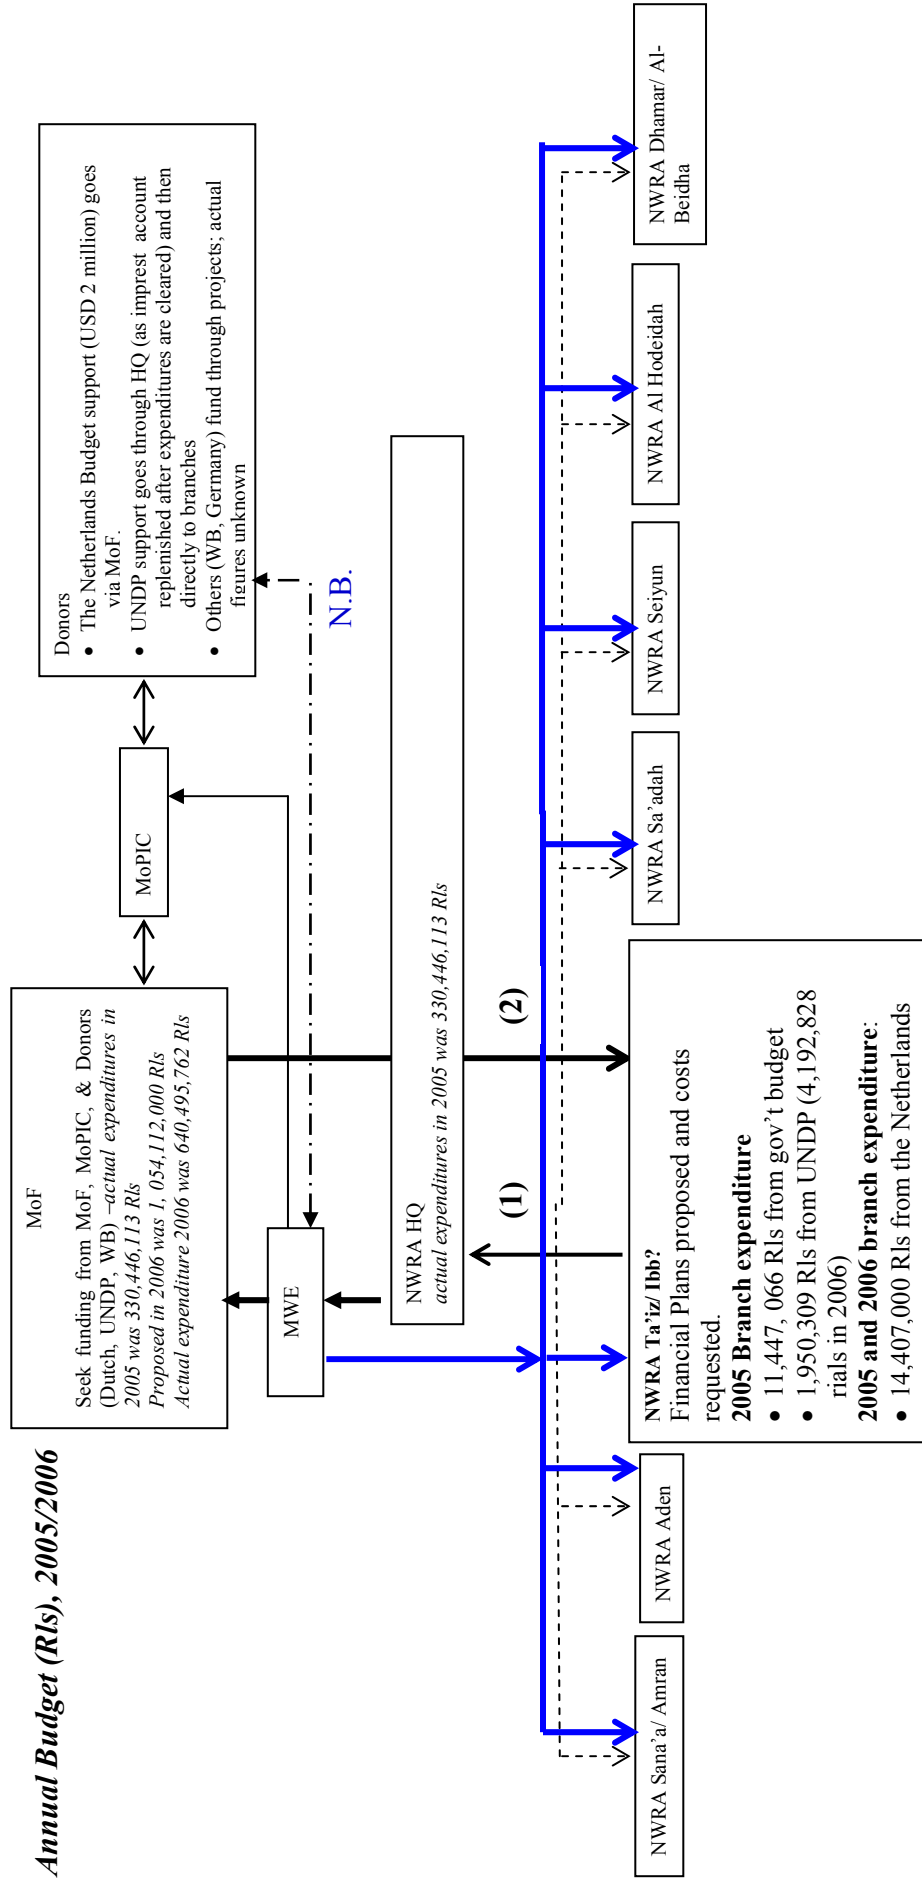 Annual Budget (Rls), 2005/2006
MoF
Seek funding from MoF, MoPIC, & Donors
(Dutch, UNDP, WB) –actual expenditures in
2005 was 330,446,113 Rls
Proposed in 2006 was 1, 054,112,000 Rls
Actual expenditure 2006 was 640,495,762 Rls
MoPIC
Donors
• The Netherlands Budget support (USD 2 million) goes
via MoF.
• UNDP support goes through HQ (as imprest account
replenished after expenditures are cleared) and then
directly to branches
• Others (WB, Germany) fund through projects; actual
figures unknown
MWE
N.B.
NWRA HQ
actual expenditures in 2005 was 330,446,113 Rls
(1)
(2)
NWRA Sana’a/ Amran
NWRA Aden
NWRA Ta’iz/ Ibb?
Financial Plans proposed and costs
requested.
2005 Branch expenditure
• 11,447, 066 Rls from gov’t budget
• 1,950,309 Rls from UNDP (4,192,828
rials in 2006)
2005 and 2006 branch expenditure:
• 14,407,000 Rls from the Netherlands
NWRA Sa’adah
NWRA Seiyun
NWRA Al Hodeidah
NWRA Dhamar/ Al-
Beidha